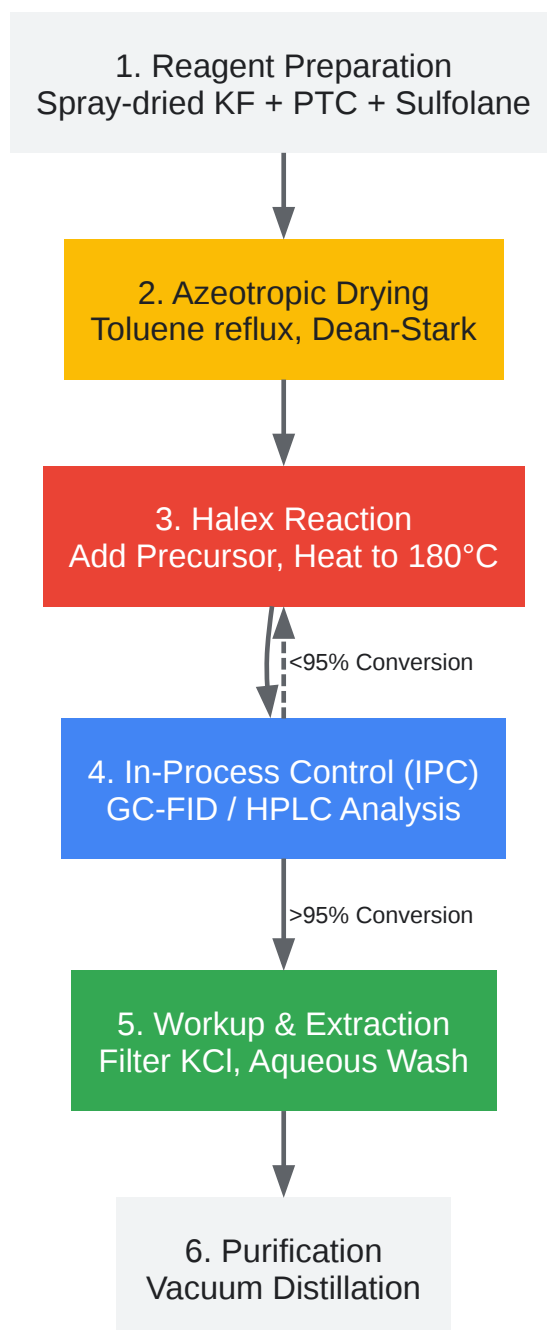 1. Reagent Preparation
Spray-dried KF + PTC + Sulfolane
2. Azeotropic Drying
Toluene reflux, Dean-Stark
3. Halex Reaction
Add Precursor, Heat to 180°C
<95% Conversion
4. In-Process Control (IPC)
GC-FID / HPLC Analysis
>95% Conversion
5. Workup & Extraction
Filter KCl, Aqueous Wash
6. Purification
Vacuum Distillation